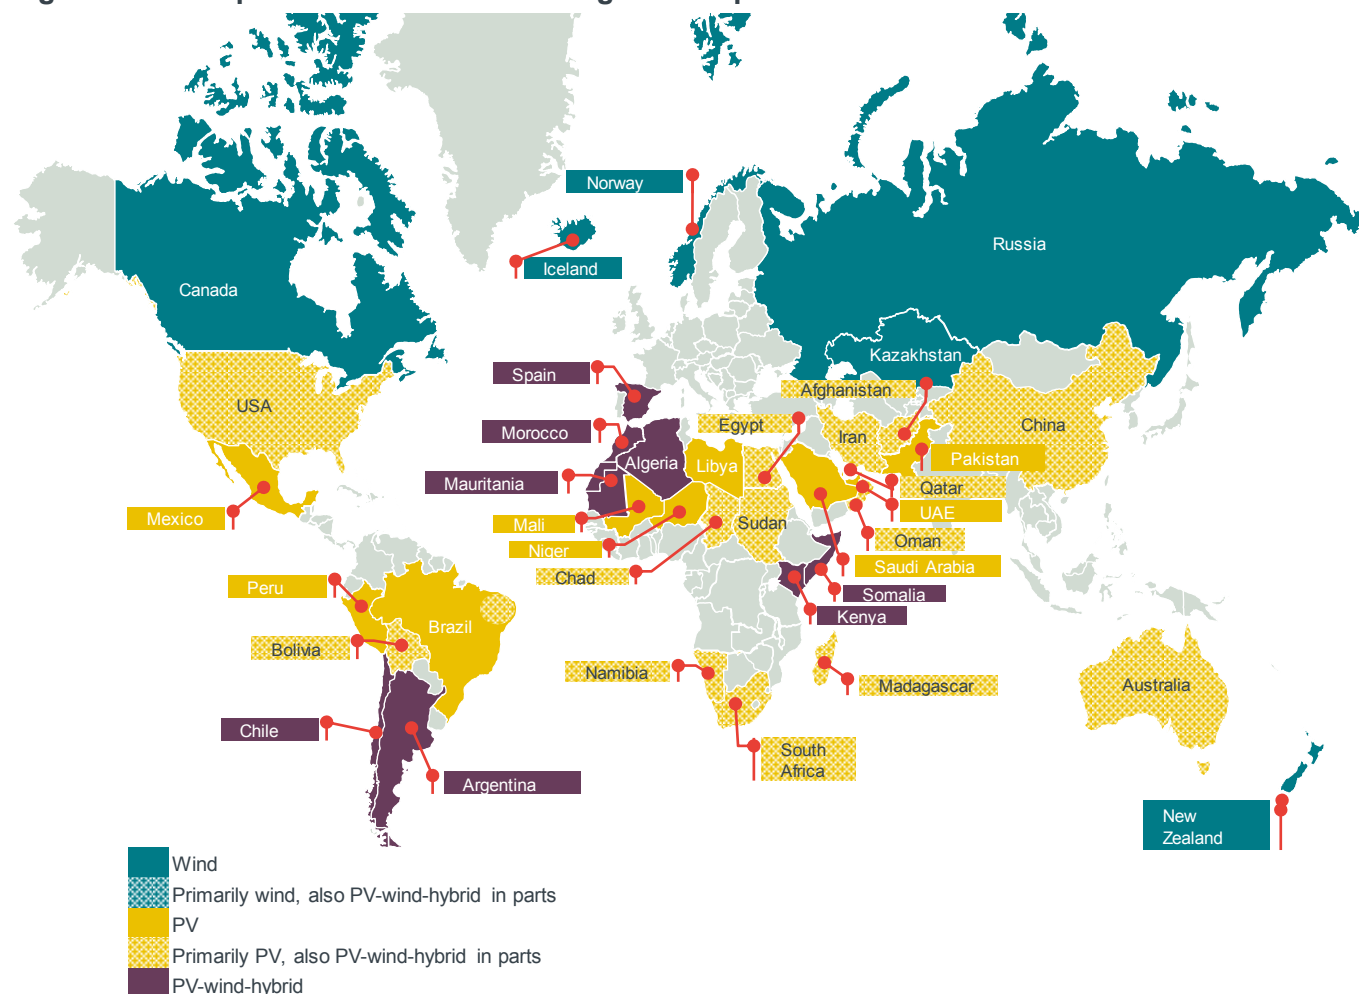 Norway
Russia
Iceland
Canada
Kazakhstan
Spain
Afghanistan
USA
Egypt
China
Morocco
Iran
Algeria
Libya
Pakistan
Mauritania
Qatar
Mexico
Mali
Sudan
UAE
Niger
Oman
Chad
Saudi Arabia
Peru
Somalia
Brazil
Kenya
Bolivia
Namibia
Madagascar
Australia
Chile
South
Africa
Argentina
New
Zealand
Wind
Primarily wind, also PV-wind-hybrid in parts
PV
Primarily PV, also PV-wind-hybrid in parts
PV-wind-hybrid